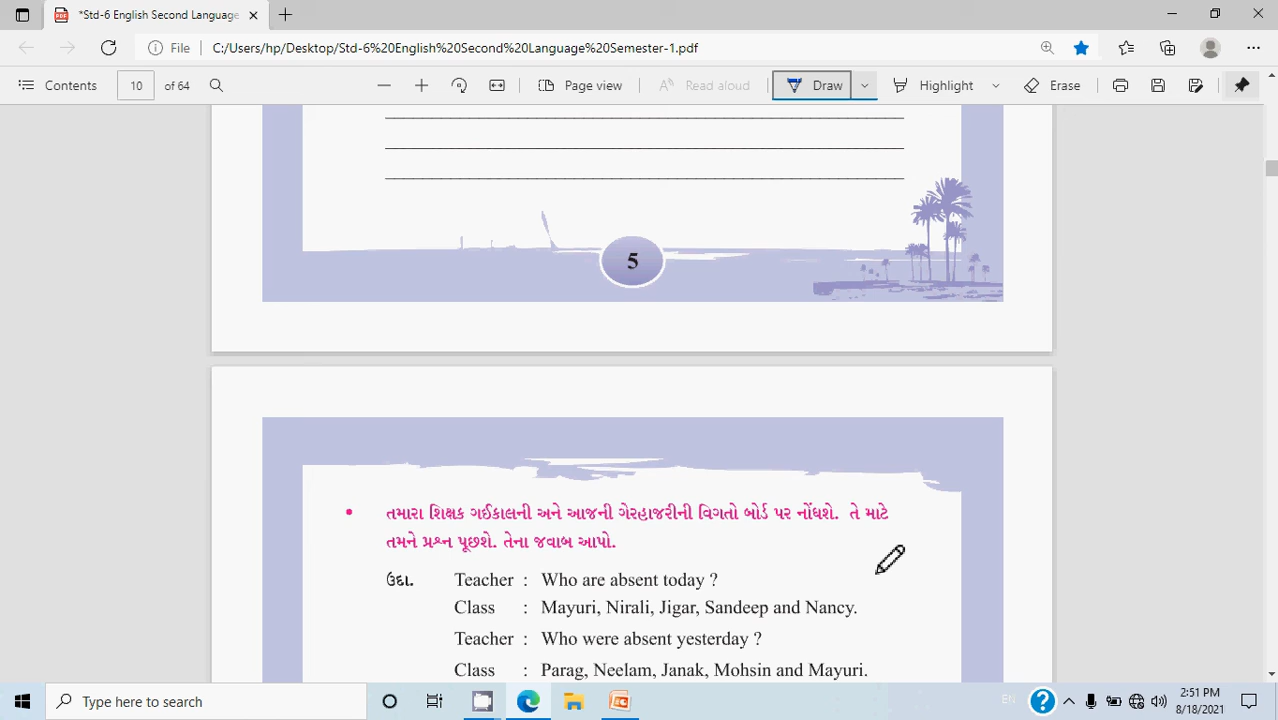 *Std-6 English Second Language
File
C:/Users/hp/Desktop/Std-6%20English%20Second%20Language%20Semester-1.pdf
Contents
10 of 64
Page view
Read aloud
Draw
Highlight
Erase
5
• તમારા શિક્ષક ગઈકાલની અને આજની ગેરહાજરીની વિગતો બોર્ડ પર નોંધશે. તે માટે
તમને પ્રશ્ન પૂછશે. તેના જવાબ આપો.
ઉદા. Teacher : Who are absent today ?
Class : Mayuri, Nirali, Jigar, Sandeep and Nancy.
Teacher : Who were absent yesterday ?
Class : Parag, Neelam, Janak, Mohsin and Mayuri.
Type here to search
EN
2:51 PM
8/18/2021